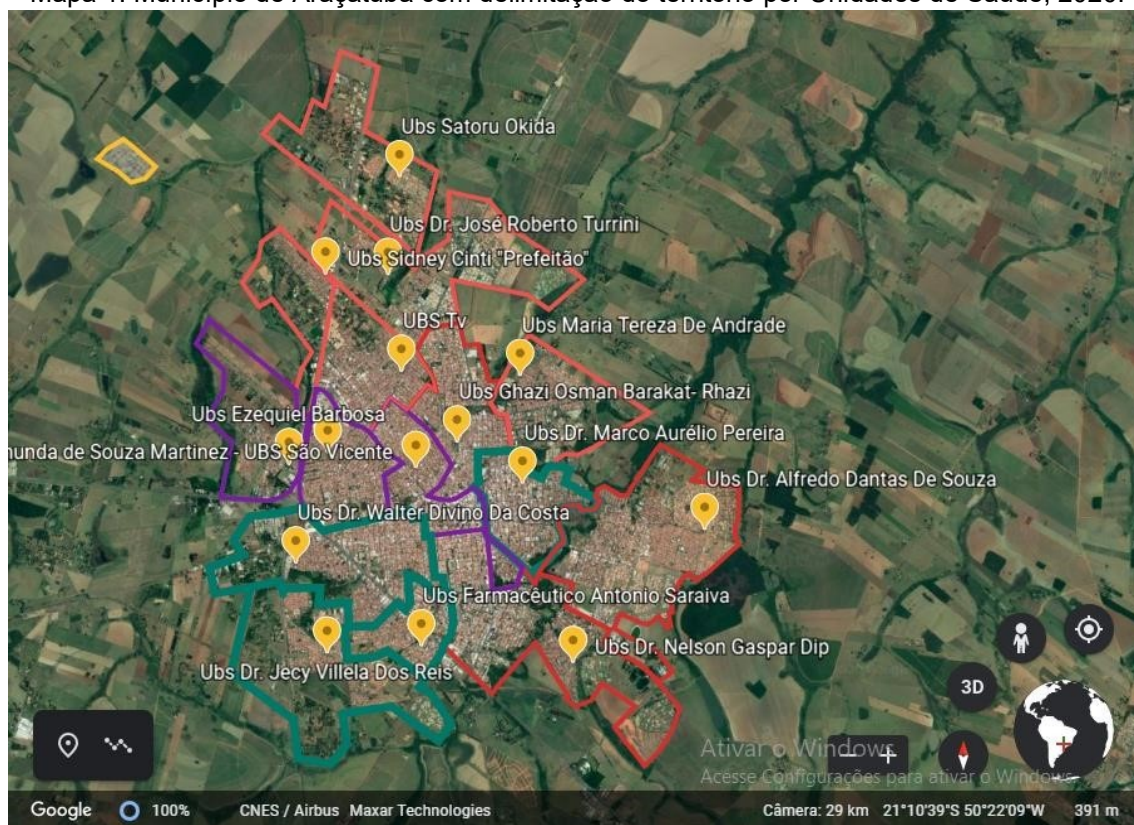 Mapa 1. Município de Araçatuba com delimitação do território por Unidades de Saúde, 2020.
Ubs Satoru Okida
Ubs Dr. José Roberto Turrini
Ubs Sidney Cinti "Prefeitão"
UBS Tv
Ubs Maria Tereza De Andrade
Ubs Ghazi Osman Barakat- Rhazi
Ubs Ezequiel Barbosa
Ubs Dr. Marco Aurélio Pereira
de Souza Martinez - UBS São Vicente
Ubs Dr. Alfredo Dantas De Souza
Ubs Dr. Walter Divino Da Costa
Ubs Farmacêutico Antonio Saraiva
Ubs Dr. Nelson Gaspar Dip
Ubs Dr. Jecy Villela Dos Reis
3D
Ativar o Windows
Acesse Configurações para ativar o Windows.
Google 100% CNES / Airbus Maxar Technologies Câmera: 29 km 21°10'39"S 50°22'09"W 391 m